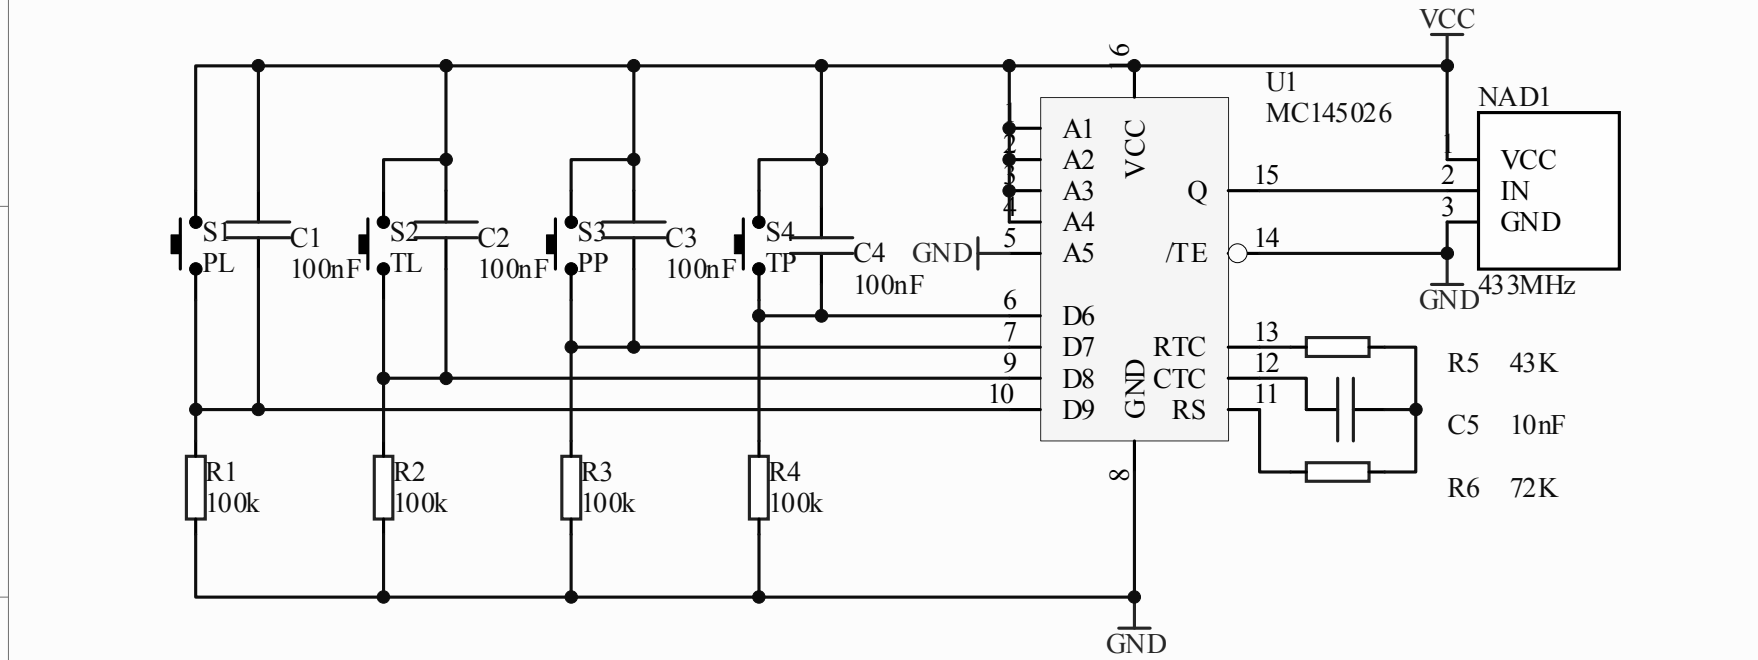 VCC
16
U1
MC145026
NAD1
1
A1
VCC
1
VCC
2
A2
3
A3
Q
15
2
IN
4
A4
3
GND
S1
PL
C1
100nF
S2
TL
C2
100nF
S3
PP
C3
100nF
S4
TP
C4
100nF
GND
5
A5
/TE
14
GND
433MHz
6
D6
7
D7
RTC
13
R5 43K
9
D8
GND
CTC
12
10
D9
RS
11
C5 10nF
R1
100k
R2
100k
R3
100k
R4
100k
8
R6 72K
GND